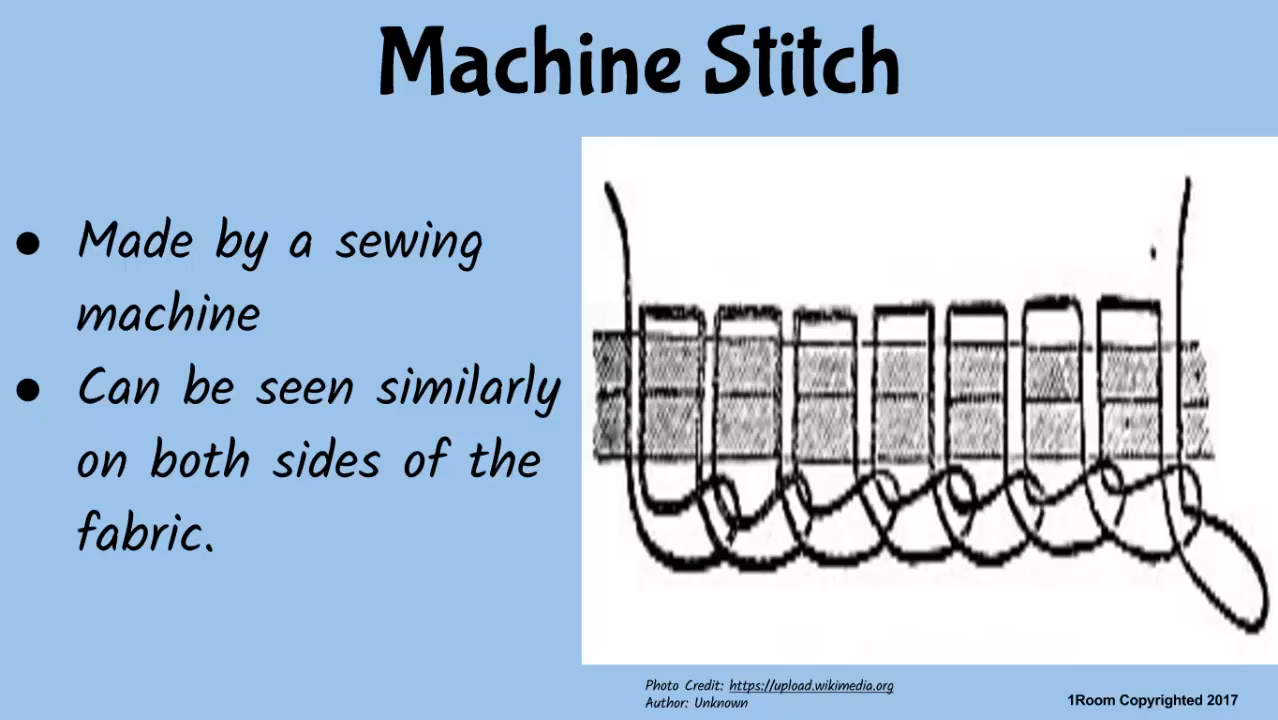 Machine Stitch
● Made by a sewing
machine
● Can be seen similarly
on both sides of the
fabric.
Photo Credit: https://upload.wikimedia.org
Author: Unknown
1Room Copyrighted 2017